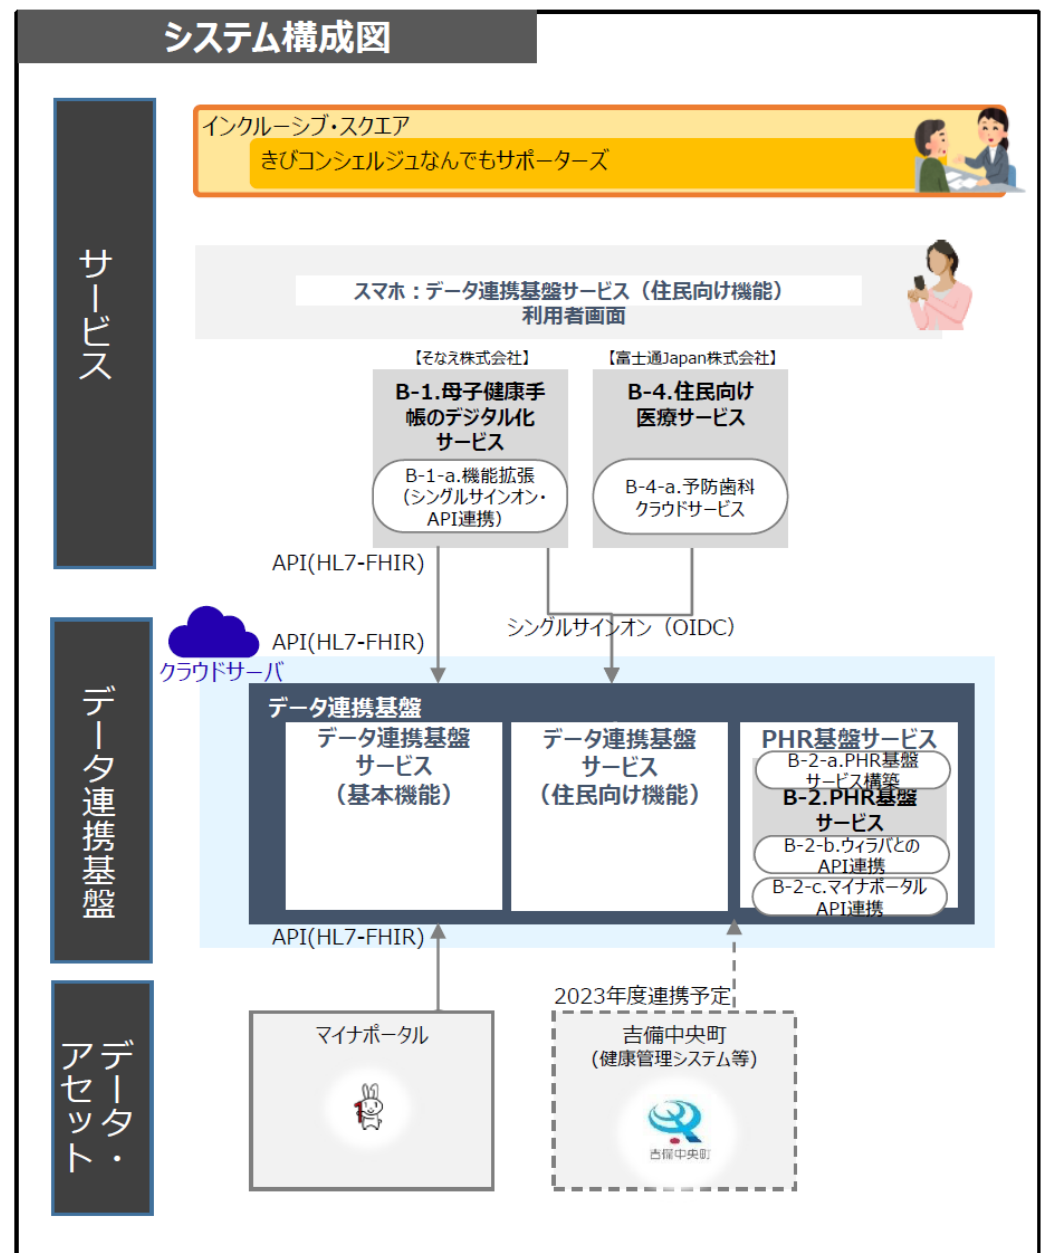 システム構成図
サービス
インクルーシブ・スクエア
きびコンシェルジュなんでもサポーターズ
スマホ：データ連携基盤サービス（住民向け機能）
利用者画面
【そなえ株式会社】
B-1.母子健康手
帳のデジタル化
サービス
B-1-a.機能拡張
（シングルサインオン・
API連携）
【富士通Japan株式会社】
B-4.住民向け
医療サービス
B-4-a.予防歯科
クラウドサービス
API(HL7-FHIR)
シングルサインオン（OIDC）
API(HL7-FHIR)
クラウドサーバ
データ連携基盤
データ連携基盤
データ連携基盤
サービス
（基本機能）
データ連携基盤
サービス
（住民向け機能）
PHR基盤サービス
B-2-a.PHR基盤
サービス構築
B-2.PHR基盤
サービス
B-2-b.ウィラバとの
API連携
B-2-c.マイナポータル
API連携
API(HL7-FHIR)
2023年度連携予定
データ・
アセット
マイナポータル
吉備中央町
(健康管理システム等)
吉備中央町